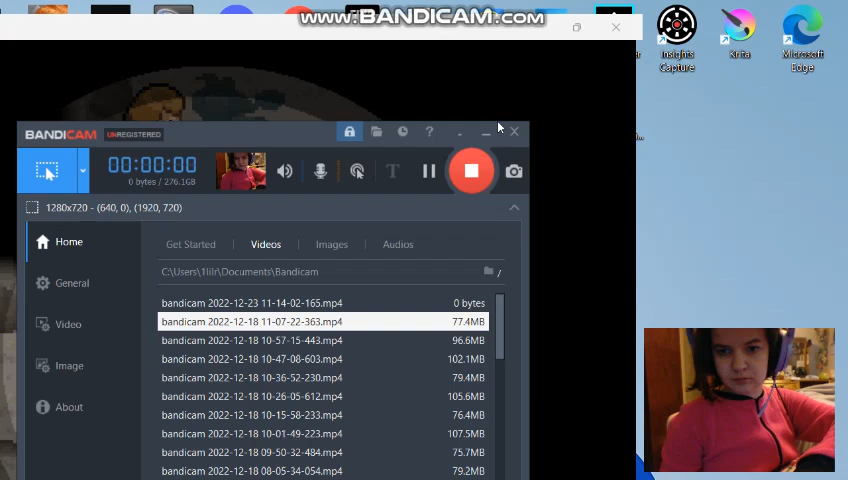 www.BANDICAM.com
Insights
Capture
Krita
Microsoft
Edge
BANDICAM UNREGISTERED
00:00:00
0 bytes / 276.1GB
1280x720 - (640, 0), (1920, 720)
Home
General
Video
Image
About
Get Started | Videos | Images | Audios
C:\Users\1lilr\Documents\Bandicam
bandicam 2022-12-23 11-14-02-165.mp4 0 bytes
bandicam 2022-12-18 11-07-22-363.mp4 77.4MB
bandicam 2022-12-18 10-57-15-443.mp4 96.6MB
bandicam 2022-12-18 10-47-08-603.mp4 102.1MB
bandicam 2022-12-18 10-36-52-230.mp4 79.4MB
bandicam 2022-12-18 10-26-05-612.mp4 105.6MB
bandicam 2022-12-18 10-15-58-233.mp4 76.4MB
bandicam 2022-12-18 10-01-49-223.mp4 107.5MB
bandicam 2022-12-18 09-50-32-484.mp4 75.7MB
bandicam 2022-12-18 08-05-34-054.mp4 79.2MB